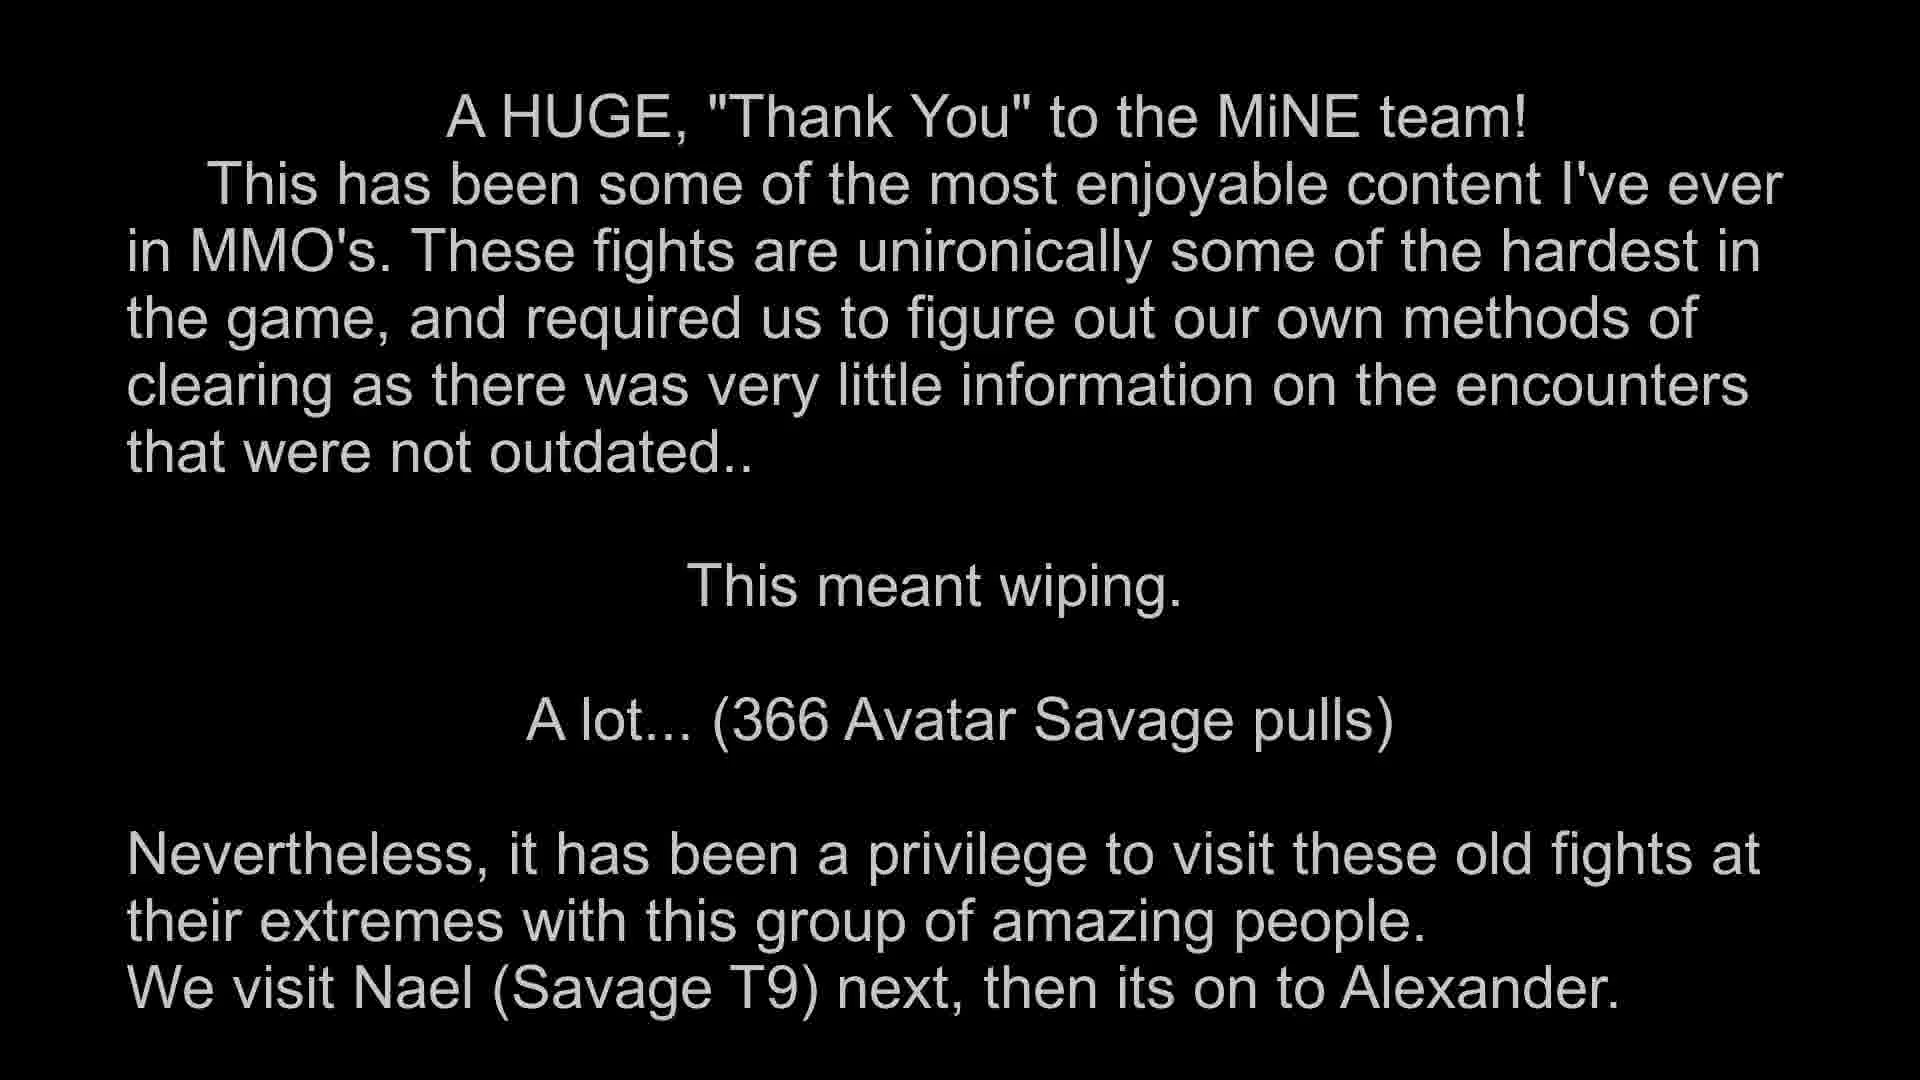 A HUGE, "Thank You" to the MiNE team!
This has been some of the most enjoyable content I've ever
in MMO's. These fights are unironically some of the hardest in
the game, and required us to figure out our own methods of
clearing as there was very little information on the encounters
that were not outdated..
This meant wiping.
A lot... (366 Avatar Savage pulls)
Nevertheless, it has been a privilege to visit these old fights at
their extremes with this group of amazing people.
We visit Nael (Savage T9) next, then its on to Alexander.